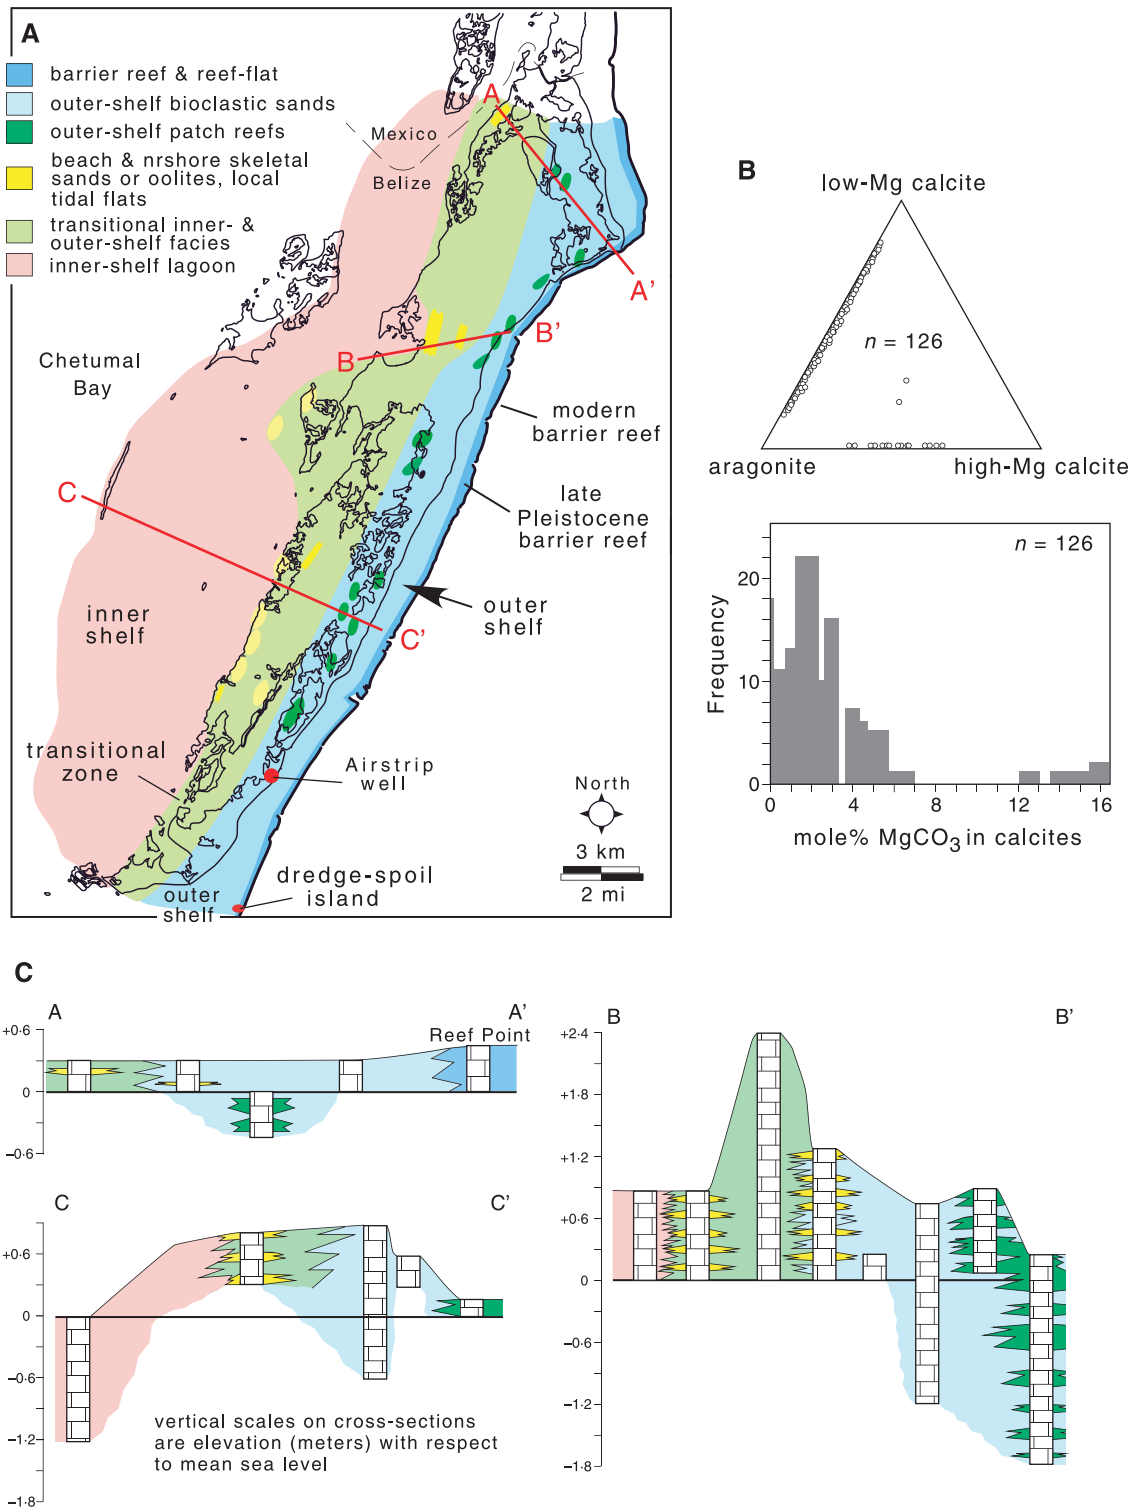 A
barrier reef & reef-flat
outer-shelf bioclastic sands
outer-shelf patch reefs
beach & nrshore skeletal
sands or oolites, local
tidal flats
transitional inner- &
outer-shelf facies
inner-shelf lagoon
A
Mexico
Belize
A'
B
B'
Chetumal
Bay
modern
barrier reef
C
late
Pleistocene
barrier reef
inner
shelf
outer
shelf
C'
transitional
zone
Airstrip
well
North
3 km
2 mi
dredge-spoil
island
outer
shelf
B
low-Mg calcite
n = 126
aragonite
high-Mg calcite
n = 126
Frequency
20
10
0
0
4
8
12
16
mole% MgCO3 in calcites
C
A
A'
Reef Point
+0·6
0
−0·6
C
C'
+0·6
0
−0·6
−1·2
−1·8
vertical scales on cross-sections
are elevation (meters) with respect
to mean sea level
B
B'
+2·4
+1·8
+1·2
+0·6
0
−0·6
−1·2
−1·8